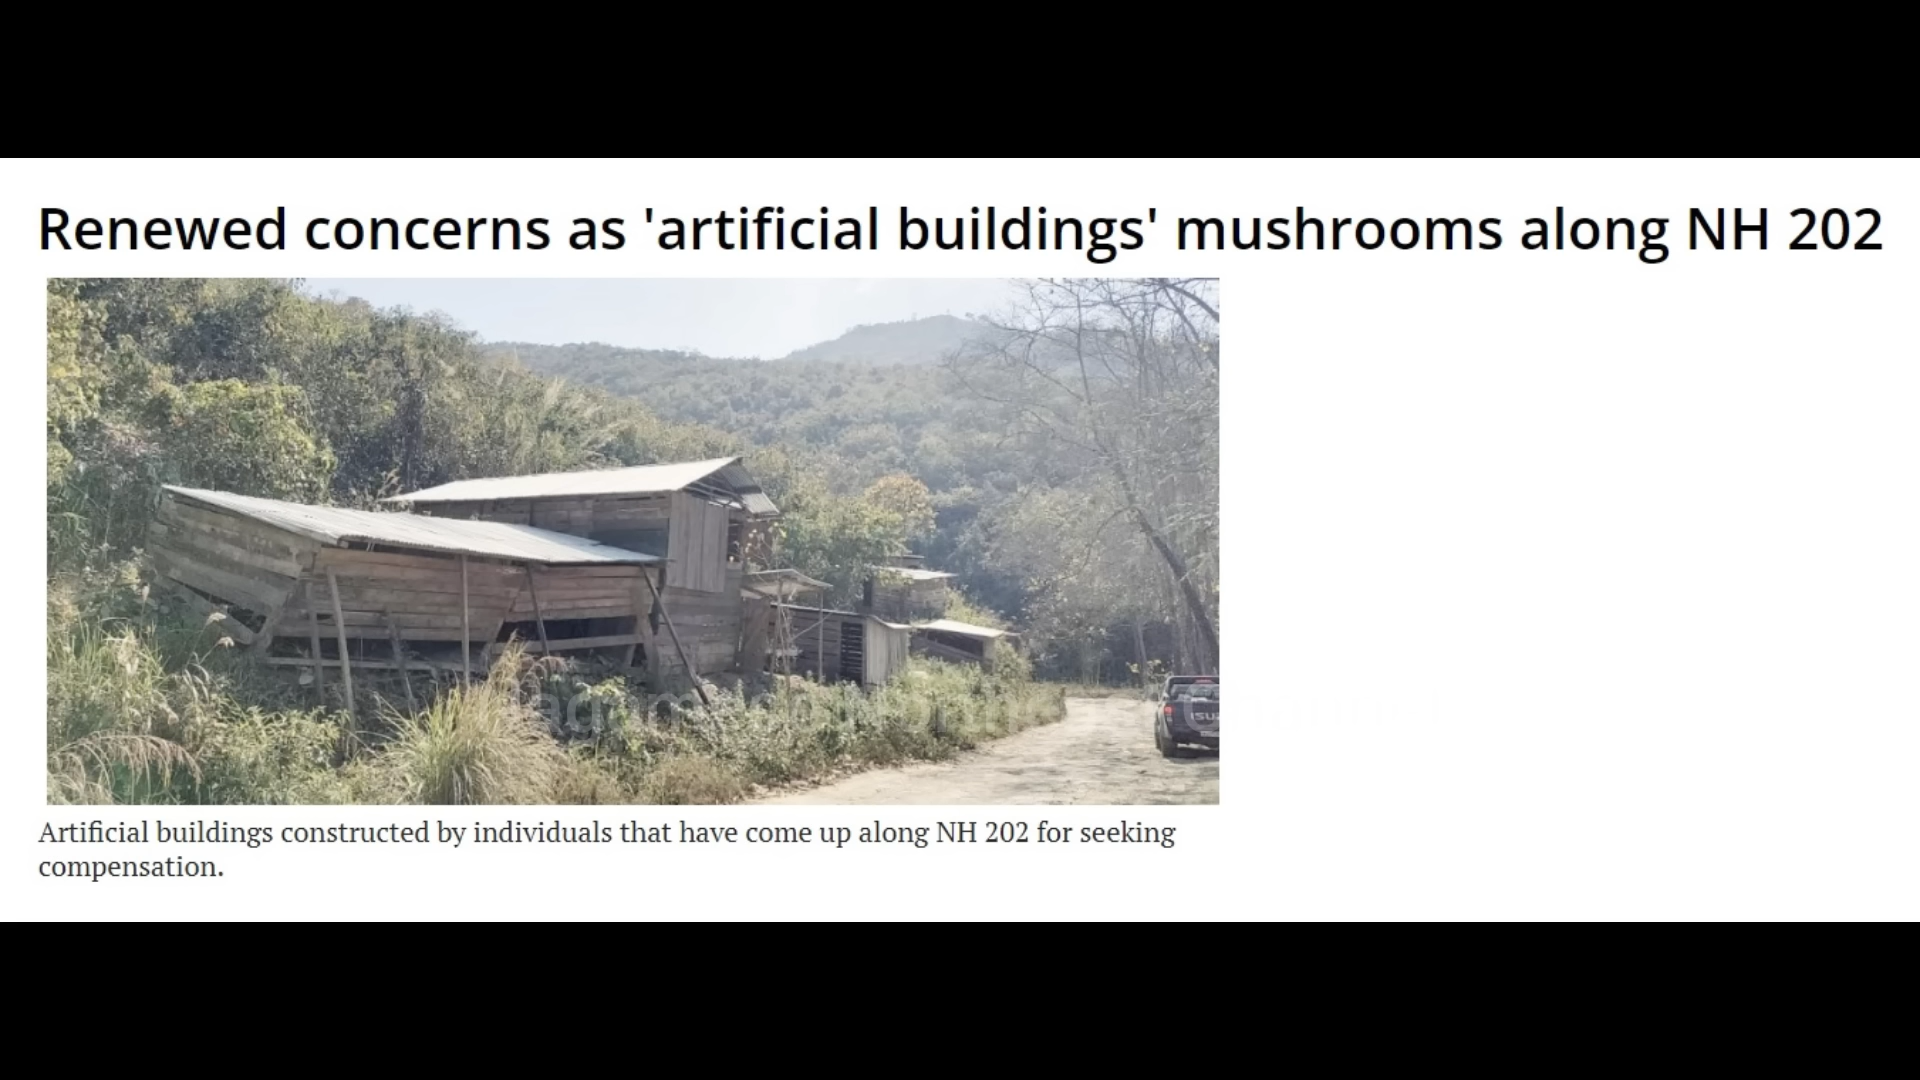 Renewed concerns as 'artificial buildings' mushrooms along NH 202
ISUZ
Artificial buildings constructed by individuals that have come up along NH 202 for seeking
compensation.